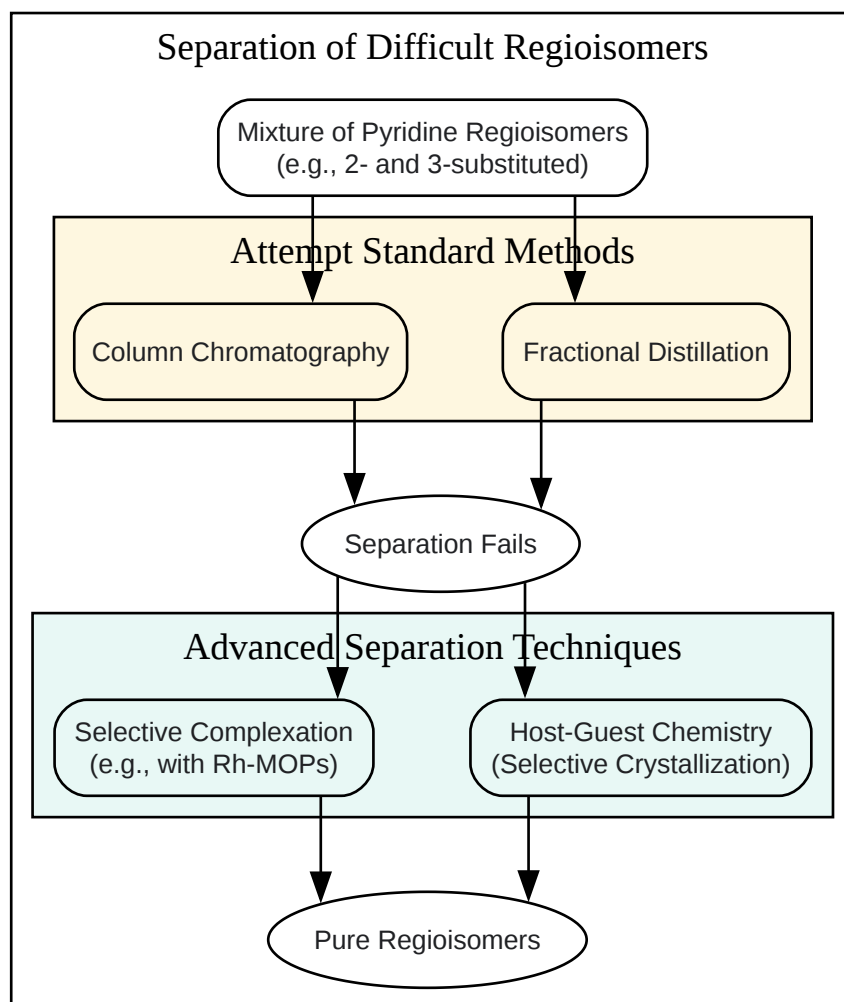 Separation of Difficult Regioisomers
Mixture of Pyridine Regioisomers
(e.g., 2- and 3-substituted)
Attempt Standard Methods
Column Chromatography
Fractional Distillation
Separation Fails
Advanced Separation Techniques
Selective Complexation
(e.g., with Rh-MOPs)
Host-Guest Chemistry
(Selective Crystallization)
Pure Regioisomers